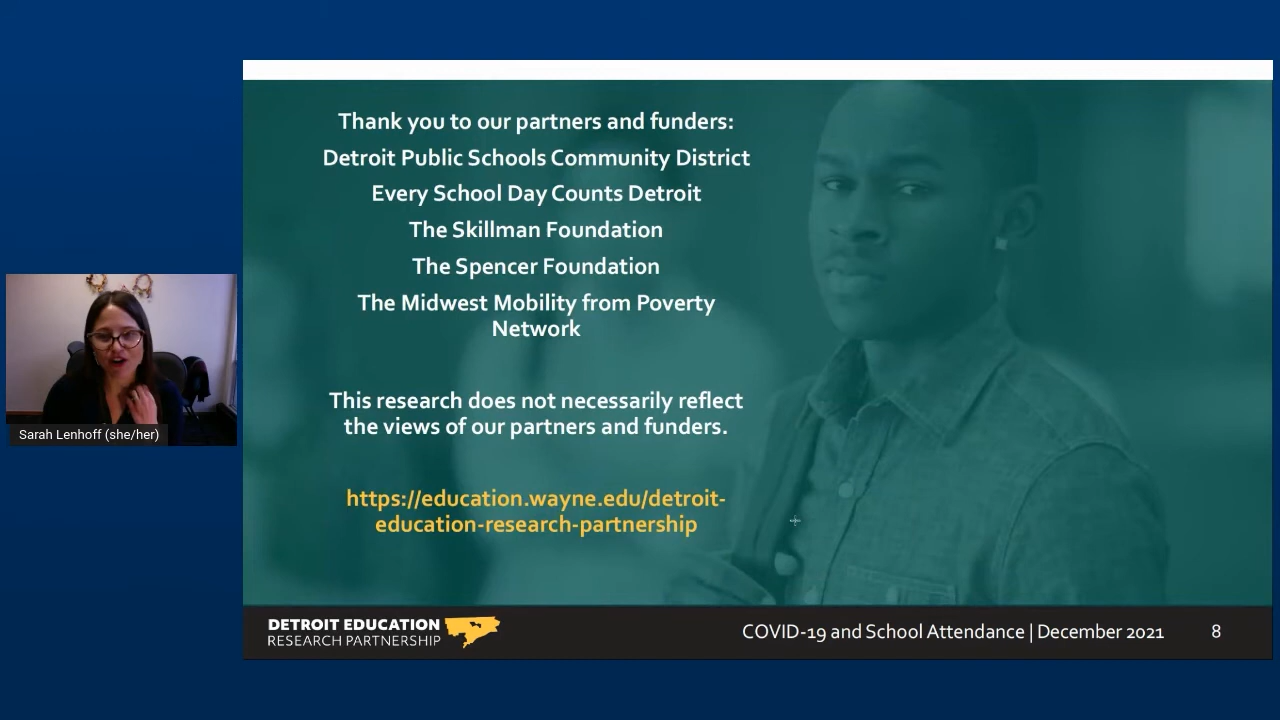 Thank you to our partners and funders:
Detroit Public Schools Community District
Every School Day Counts Detroit
The Skillman Foundation
The Spencer Foundation
The Midwest Mobility from Poverty
Network
This research does not necessarily reflect
the views of our partners and funders.
https://education.wayne.edu/detroit-
education-research-partnership
Sarah Lenhoff (she/her)
DETROIT EDUCATION
RESEARCH PARTNERSHIP
COVID-19 and School Attendance | December 2021 8